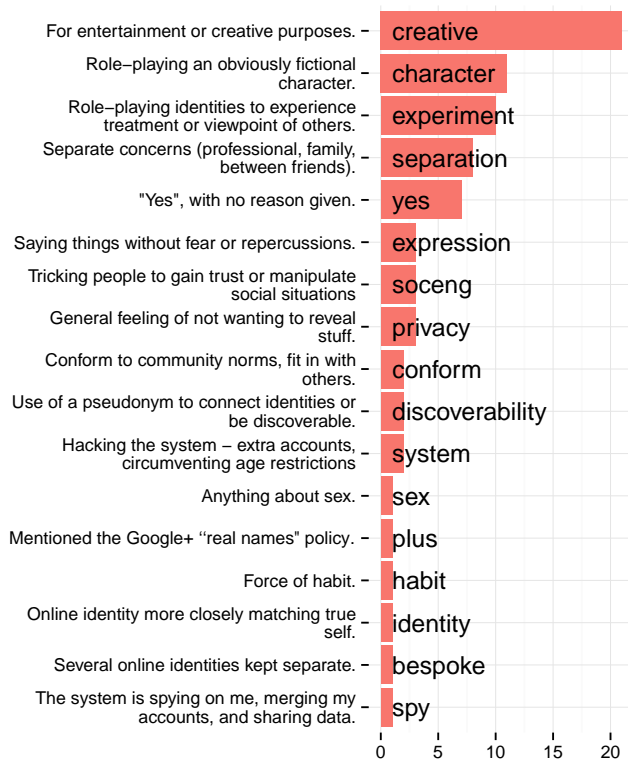 For entertainment or creative purposes.
creative
Role−playing an obviously fictional
character.
character
Role−playing identities to experience
treatment or viewpoint of others.
experiment
Separate concerns (professional, family,
between friends).
separation
"Yes", with no reason given.
yes
Saying things without fear or repercussions.
expression
Tricking people to gain trust or manipulate
social situations
soceng
General feeling of not wanting to reveal
stuff.
privacy
Conform to community norms, fit in with
others.
conform
Use of a pseudonym to connect identities or
be discoverable.
discoverability
Hacking the system − extra accounts,
circumventing age restrictions
system
Anything about sex.
sex
Mentioned the Google+ ‘‘real names" policy.
plus
Force of habit.
habit
Online identity more closely matching true
self.
identity
Several online identities kept separate.
bespoke
The system is spying on me, merging my
accounts, and sharing data.
spy
0 5 10 15 20